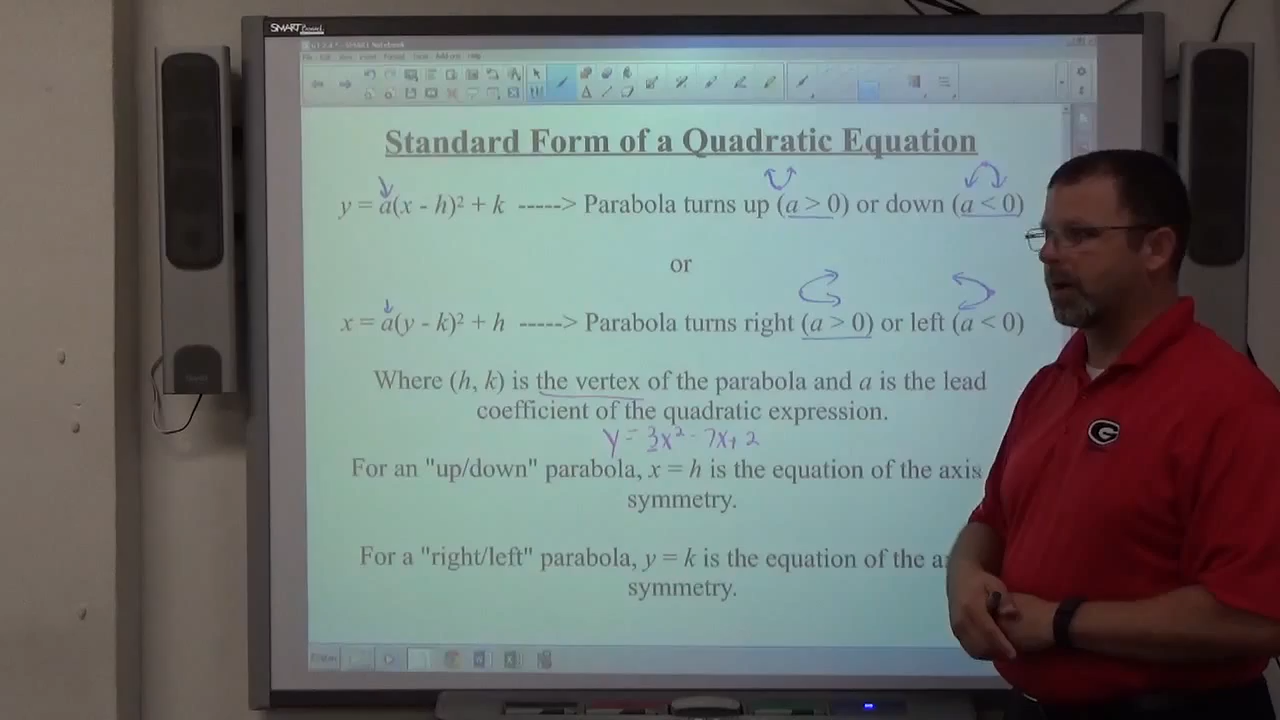 SMART
Standard Form of a Quadratic Equation
y = a(x - h)² + k -----> Parabola turns up (a > 0) or down (a < 0)
or
x = a(y - k)² + h -----> Parabola turns right (a > 0) or left (a < 0)
Where (h, k) is the vertex of the parabola and a is the lead
coefficient of the quadratic expression.
y = 3x² - 7x + 2
For an "up/down" parabola, x = h is the equation of the axis
symmetry.
For a "right/left" parabola, y = k is the equation of the
symmetry.
G